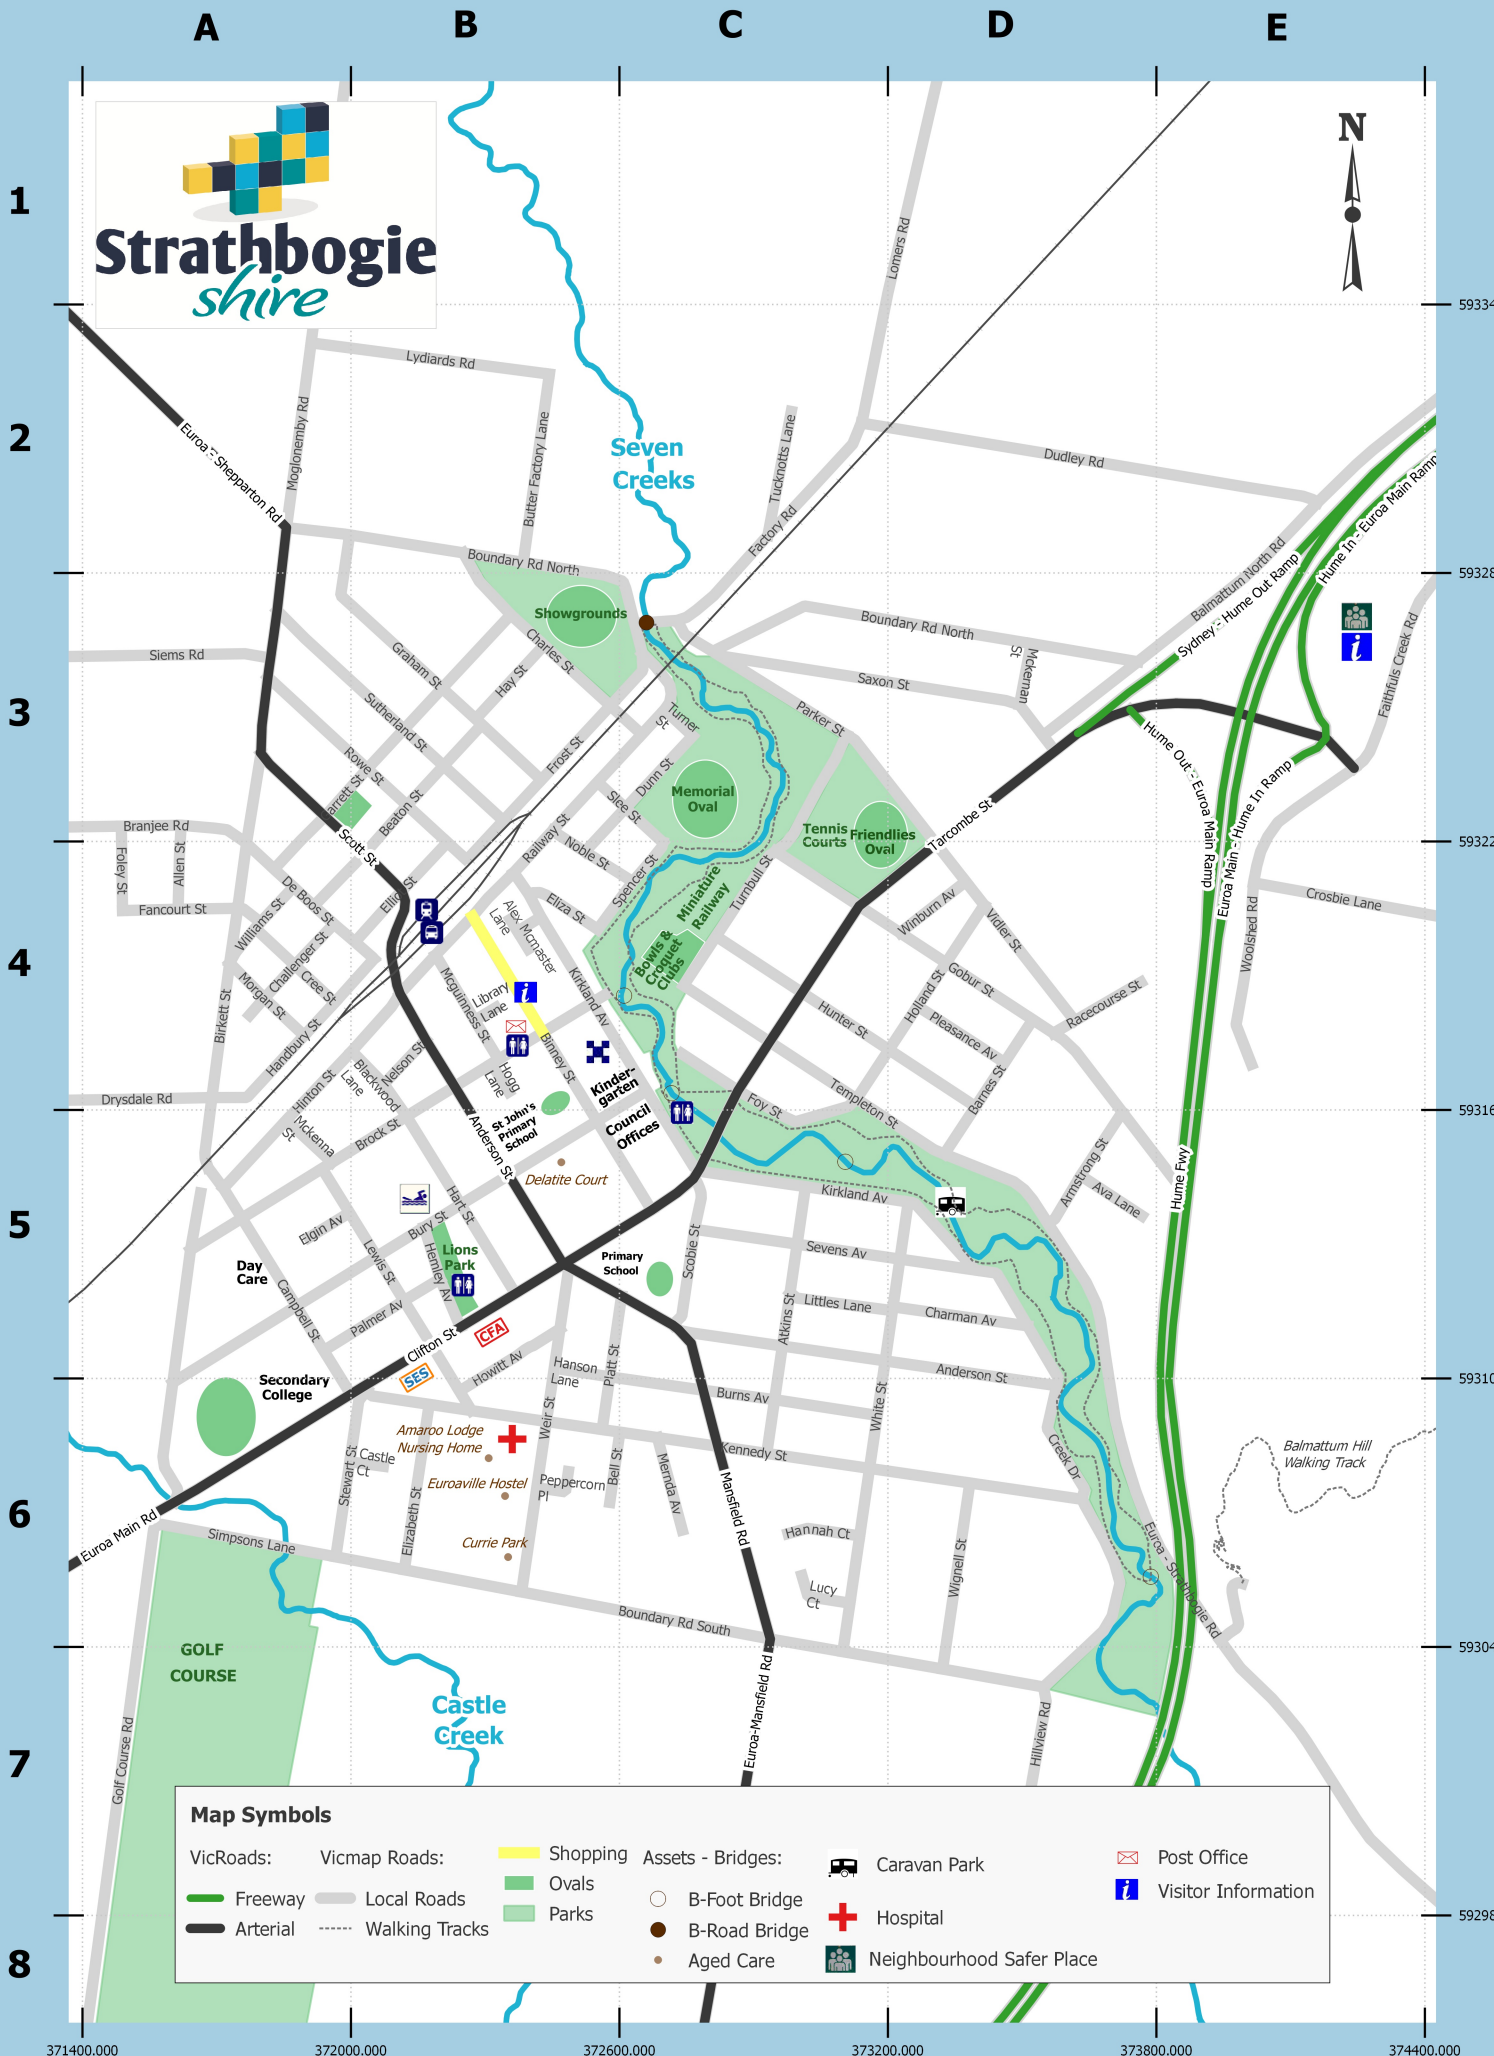 A
B
C
D
E
1
2
3
4
5
6
7
8
N
Strathbogie
shire
59334
59328
59322
59316
59310
59304
59298
371400.000
372000.000
372600.000
373200.000
373800.000
374400.000
Lomers Rd
Lydiards Rd
Moglonemby Rd
Euroa - Shepparton Rd
Butter Factory Lane
Seven
Creeks
Tucknotts Lane
Factory Rd
Dudley Rd
Balmattum North Rd
Sydney - Hume Out Ramp
Hume In - Euroa Main Ramp
Boundary Rd North
Showgrounds
Charles St
Boundary Rd North
Mckernan
St
Saxon St
Faithfuls Creek Rd
Siems Rd
Graham St
Hay St
Sutherland St
Turner
St
Parker St
Frost St
Rowe St
Dunn St
Slee St
Memorial
Oval
Beaton St
Tennis
Courts
Friendlies
Oval
Tarcombe St
Hume Out - Euroa Main Ramp
Euroa Main - Hume In Ramp
Branjee Rd
Foley St
Allen St
Fancourt St
Scott St
Railway St
Noble St
Spencer St
Miniature
Railway
Turnbull St
De Boos St
Williams St
Eliza St
Alex Mcmaster
Lane
Winburn Av
Vidler St
Crosbie Lane
Woolshed Rd
Challenger St
Cree St
Morgan St
Birkett St
Handbury St
Bowls &
Croquet
Clubs
Mcguinness St
Library
Lane
Kirkland Av
Gobur St
Holland St
Racecourse St
Hunter St
Pleasance Av
Binney St
Hogg
Lane
Nelson St
Blackwood
Lane
Hinton St
Kinder-
garten
Drysdale Rd
Barnes St
Templeton St
Foy St
Mckenna
St
Brock St
St John's
Primary
School
Council
Offices
Anderson St
Delatite Court
Kirkland Av
Armstrong St
Ava Lane
Hume Fwy
Hart St
Elgin Av
Bury St
Lewis St
Hemley Av
Lions
Park
Day
Care
Primary
School
Scobie St
Sevens Av
Campbell St
Palmer Av
Clifton St
CFA
SES
Atkins St
Littles Lane
Charman Av
Howitt Av
Hanson
Lane
Platt St
Anderson St
Secondary
College
Burns Av
White St
Weir St
Amaroo Lodge
Nursing Home
Balmattum Hill
Walking Track
Stewart St
Castle
Ct
Kennedy St
Creek Dr
Euroaville Hostel
Peppercorn
Pl
Bell St
Mernda Av
Elizabeth St
Mansfield Rd
Euroa Main Rd
Simpsons Lane
Currie Park
Hannah Ct
Wignell St
Euroa - Strathbogie Rd
Lucy
Ct
Boundary Rd South
GOLF
COURSE
Castle
Creek
Golf Course Rd
Euroa-Mansfield Rd
Hillview Rd
Map Symbols
VicRoads:
Freeway
Arterial
Vicmap Roads:
Local Roads
Walking Tracks
Shopping
Ovals
Parks
Assets - Bridges:
B-Foot Bridge
B-Road Bridge
Aged Care
Caravan Park
Hospital
Neighbourhood Safer Place
Post Office
Visitor Information